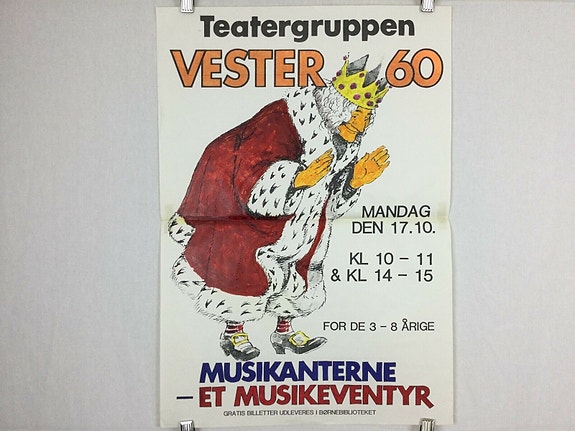 Teatergruppen
VESTER 60
MANDAG
DEN 17.10.
KL 10 – 11
& KL 14 – 15
FOR DE 3 – 8 ÅRIGE
MUSIKANTERNE
– ET MUSIKEVENTYR
GRATIS BILLETTER UDLEVERES I BØRNEBIBLIOTEKET